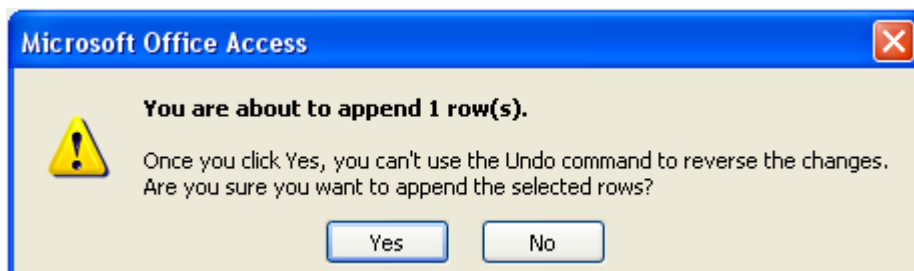 Microsoft Office Access
You are about to append 1 row(s).
Once you click Yes, you can't use the Undo command to reverse the changes.
Are you sure you want to append the selected rows?
Yes No